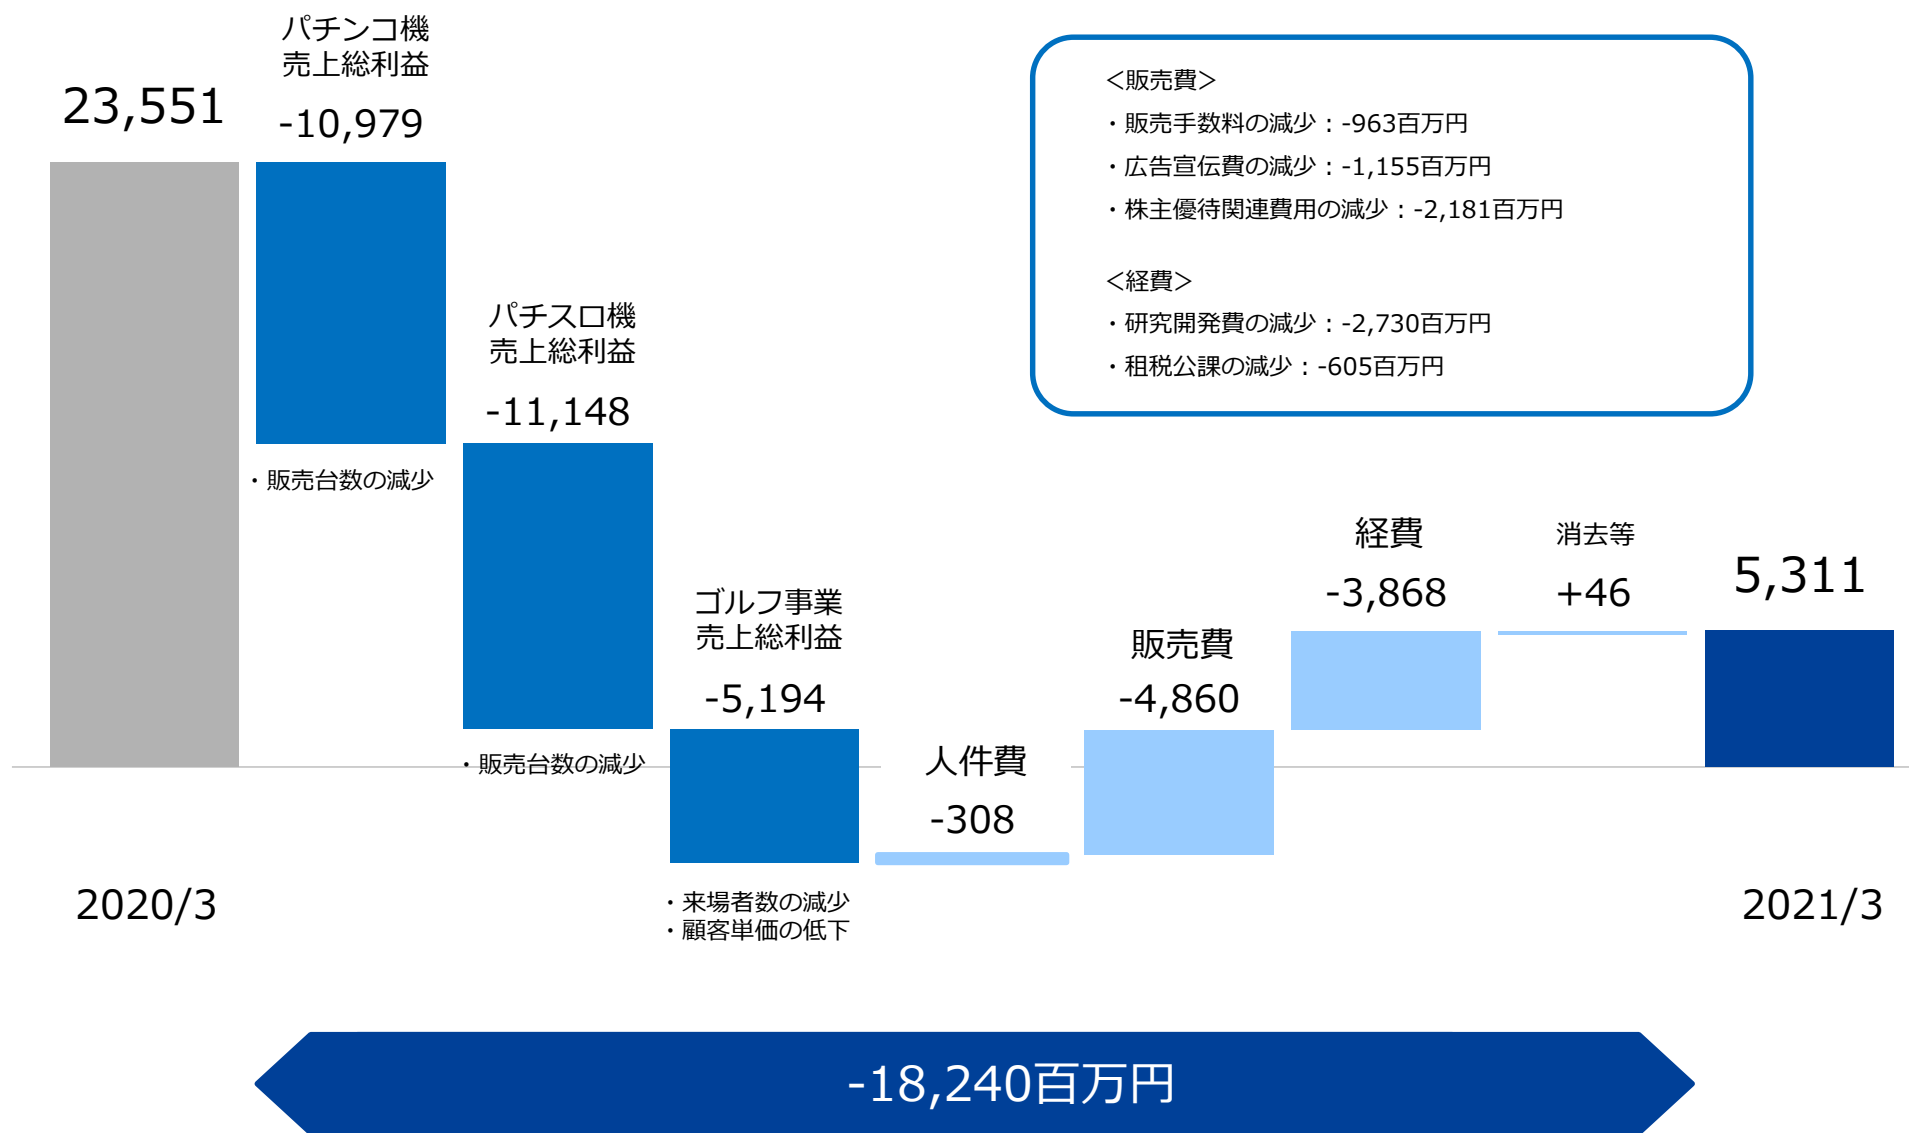 パチンコ機
売上総利益
23,551
-10,979
・販売台数の減少
パチスロ機
売上総利益
-11,148
・販売台数の減少
ゴルフ事業
売上総利益
-5,194
・来場者数の減少
・顧客単価の低下
人件費
-308
販売費
-4,860
経費
-3,868
消去等
+46
5,311
<販売費>
・販売手数料の減少:-963百万円
・広告宣伝費の減少:-1,155百万円
・株主優待関連費用の減少:-2,181百万円
<経費>
・研究開発費の減少:-2,730百万円
・租税公課の減少:-605百万円
2020/3
2021/3
-18,240百万円